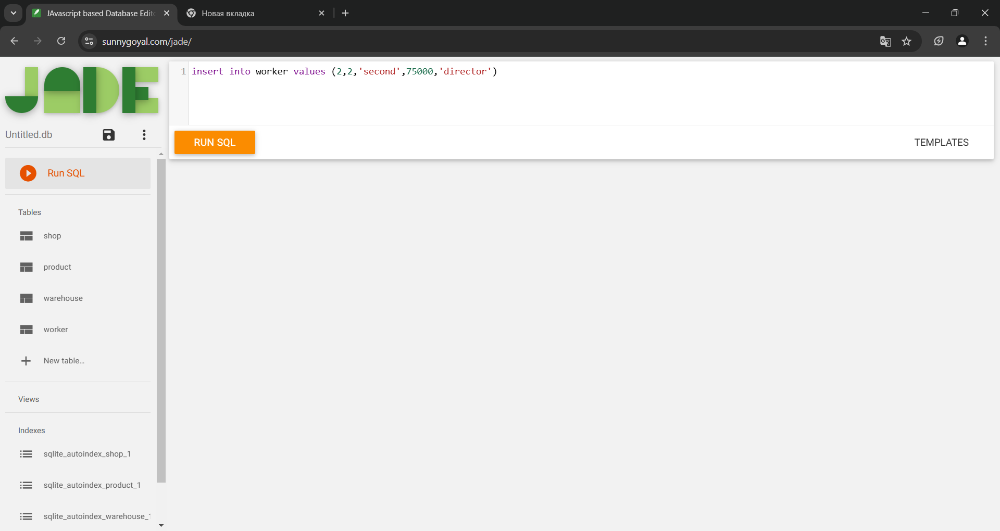 JAvascript based Database Edit
Новая вкладка
sunnygoyal.com/jade/
JADE
1 insert into worker values (2,2,'second',75000,'director')
Untitled.db
RUN SQL
TEMPLATES
Run SQL
Tables
shop
product
warehouse
worker
New table...
Views
Indexes
sqlite_autoindex_shop_1
sqlite_autoindex_product_1
sqlite_autoindex_warehouse_1